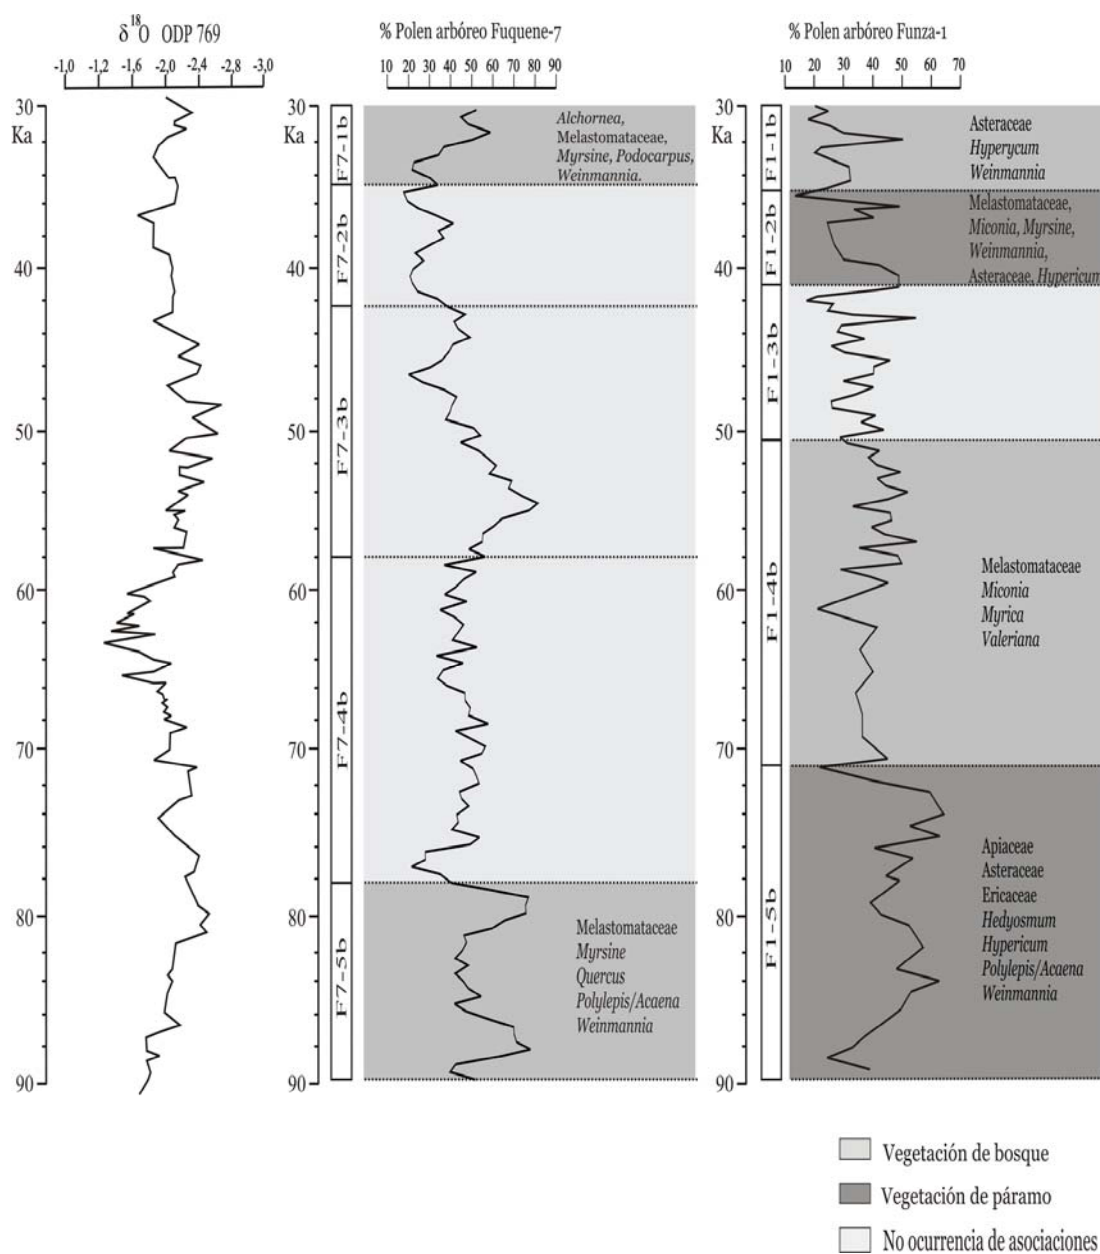 δ18O ODP 769
-1,0 -1,2 -1,6 -2,0 -2,4 -2,8 -3,0
% Polen arbóreo Fuquene-7
10 20 30 40 50 60 70 80 90
% Polen arbóreo Funza-1
10 20 30 40 50 60 70
30
Ka
40
50
60
70
80
90
30
Ka
40
50
60
70
80
90
F7-1b
F7-2b
F7-3b
F7-4b
F7-5b
Alchornea,
Melastomataceae,
Myrsine, Podocarpus,
Weinmannia.
Melastomataceae
Myrsine
Quercus
Polylepis/Acaena
Weinmannia
30
Ka
40
50
60
70
80
90
F1-1b
F1-2b
F1-3b
F1-4b
F1-5b
Asteraceae
Hyperycum
Weinmannia
Melastomataceae,
Miconia, Myrsine,
Weinmannia,
Asteraceae, Hypericum
Melastomataceae
Miconia
Myrica
Valeriana
Apiaceae
Asteraceae
Ericaceae
Hedyosmum
Hypericum
Polylepis/Acaena
Weinmannia
Vegetación de bosque
Vegetación de páramo
No ocurrencia de asociaciones